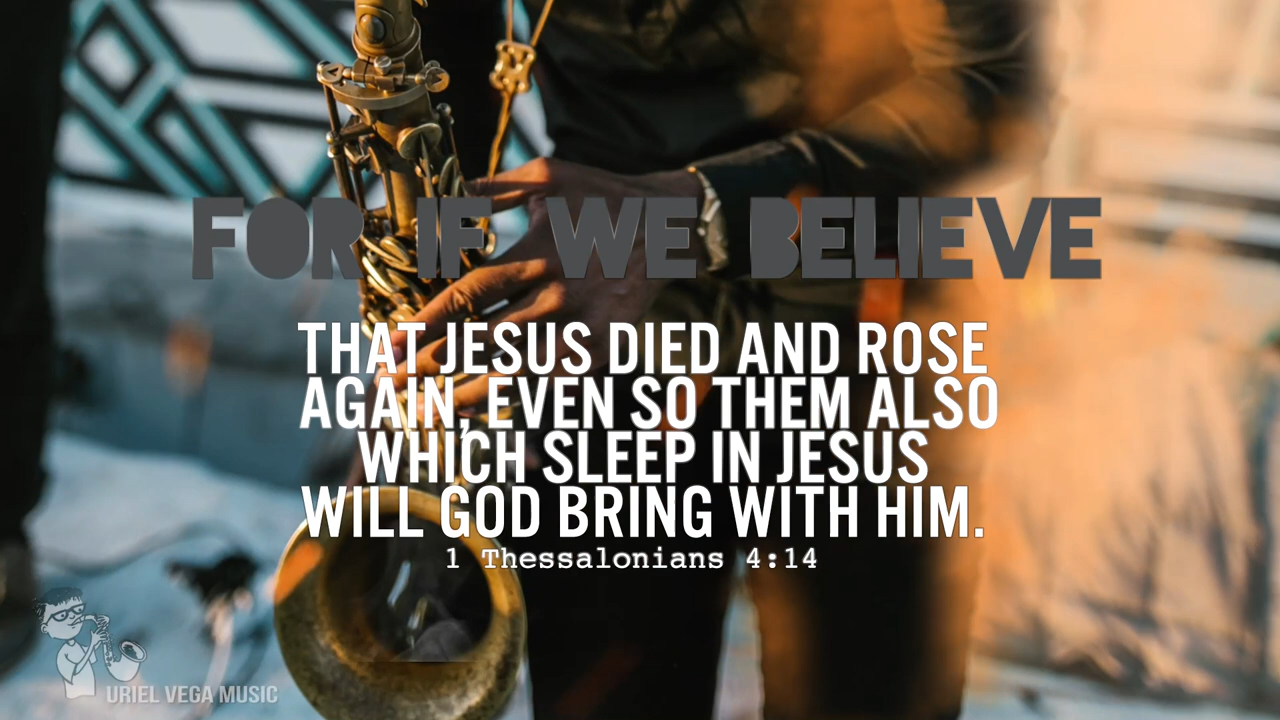 FOR IF WE BELIEVE
THAT JESUS DIED AND ROSE
AGAIN, EVEN SO THEM ALSO
WHICH SLEEP IN JESUS
WILL GOD BRING WITH HIM.
1 Thessalonians 4:14
URIEL VEGA MUSIC